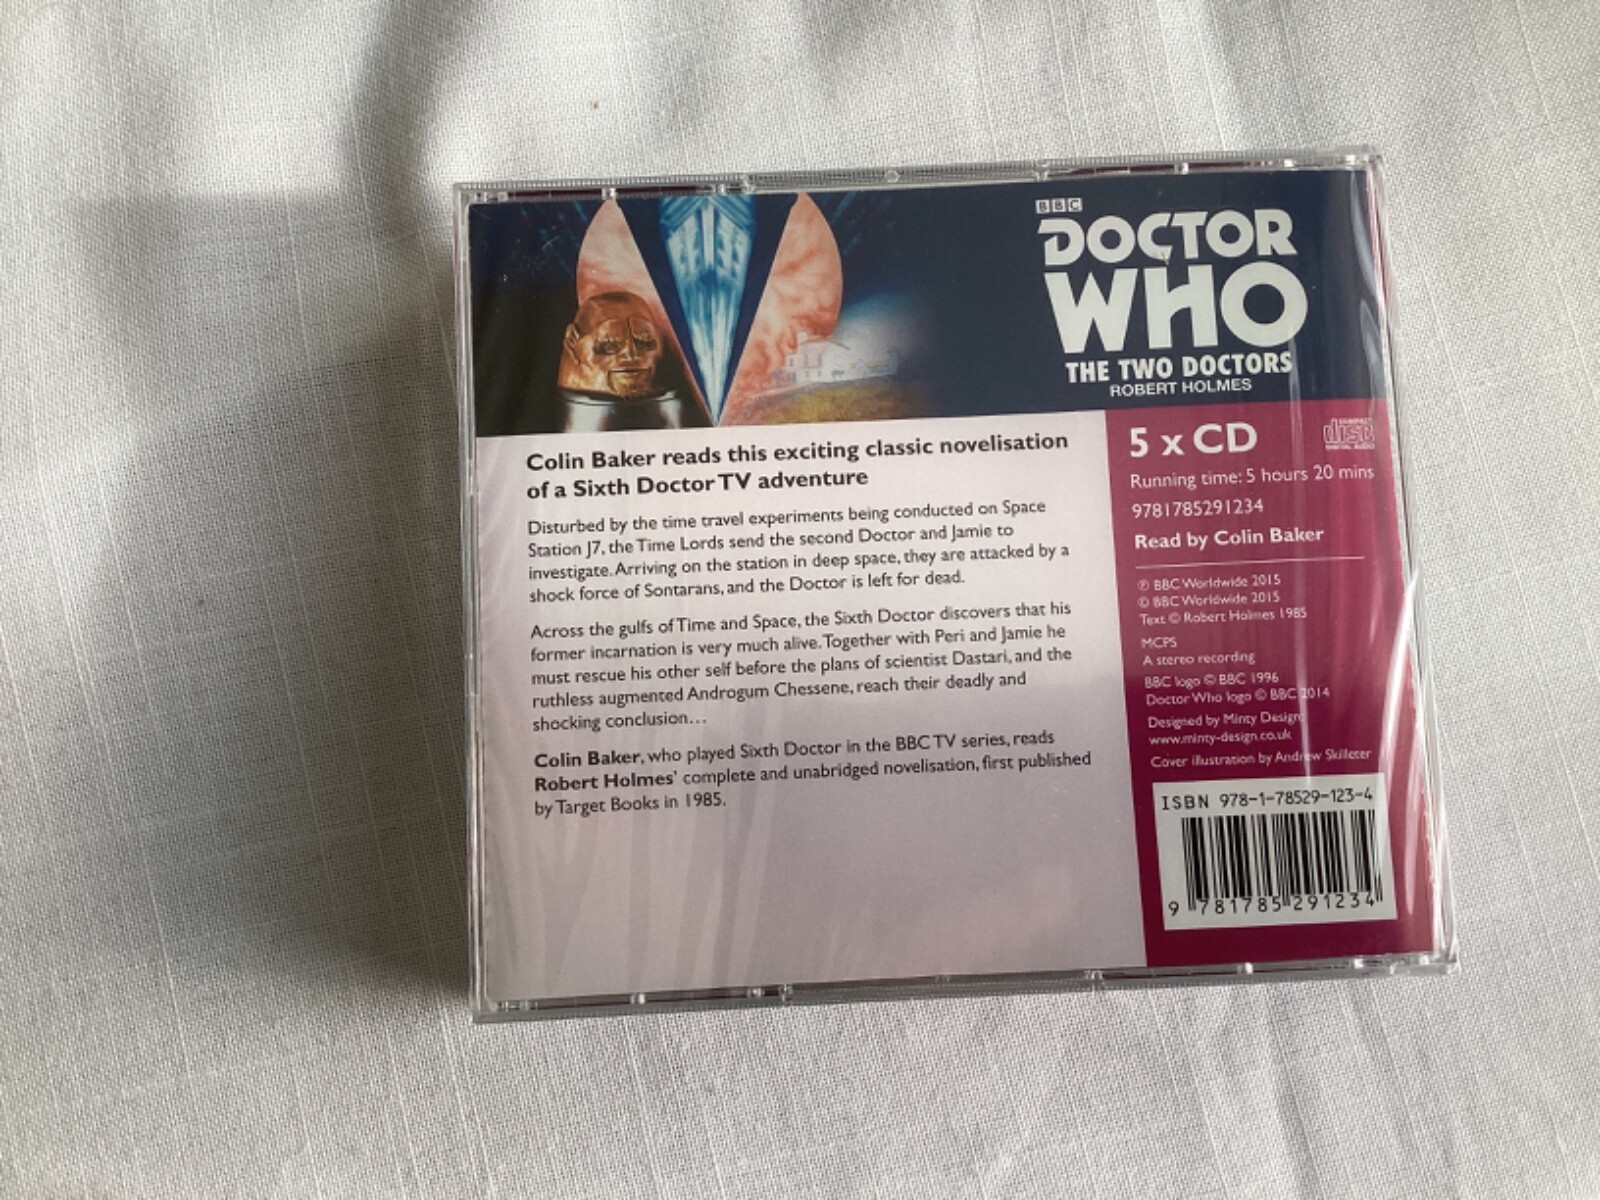 BBC
DOCTOR
WHO
THE TWO DOCTORS
ROBERT HOLMES
Colin Baker reads this exciting classic novelisation
of a Sixth Doctor TV adventure
Disturbed by the time travel experiments being conducted on Space
Station J7, the Time Lords send the second Doctor and Jamie to
investigate. Arriving on the station in deep space, they are attacked by a
shock force of Sontarans, and the Doctor is left for dead.
Across the gulfs of Time and Space, the Sixth Doctor discovers that his
former incarnation is very much alive. Together with Peri and Jamie he
must rescue his other self before the plans of scientist Dastari, and the
ruthless augmented Androgum Chessene, reach their deadly and
shocking conclusion...
Colin Baker, who played Sixth Doctor in the BBC TV series, reads
Robert Holmes' complete and unabridged novelisation, first published
by Target Books in 1985.
5 x CD
COMPACT
disc
DIGITAL AUDIO
Running time: 5 hours 20 mins
9781785291234
Read by Colin Baker
℗ BBC Worldwide 2015
© BBC Worldwide 2015
Text © Robert Holmes 1985
MCPS
A stereo recording
BBC logo © BBC 1996
Doctor Who logo © BBC 2014
Designed by Minty Design
www.minty-design.co.uk
Cover illustration by Andrew Skilleter
ISBN 978-1-78529-123-4
9 781785 291234